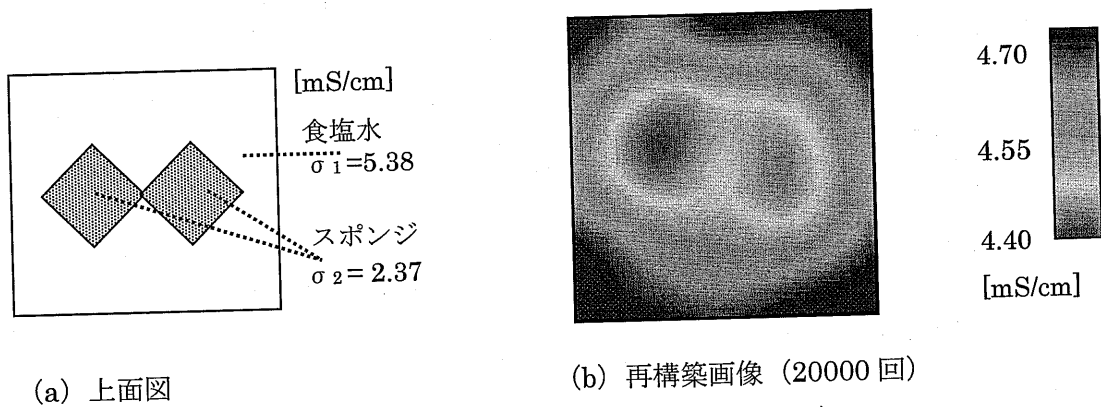 [mS/cm]
食塩水
σ1=5.38
スポンジ
σ2=2.37
(a) 上面図
4.70
4.55
4.40
[mS/cm]
(b) 再構築画像 (20000 回)